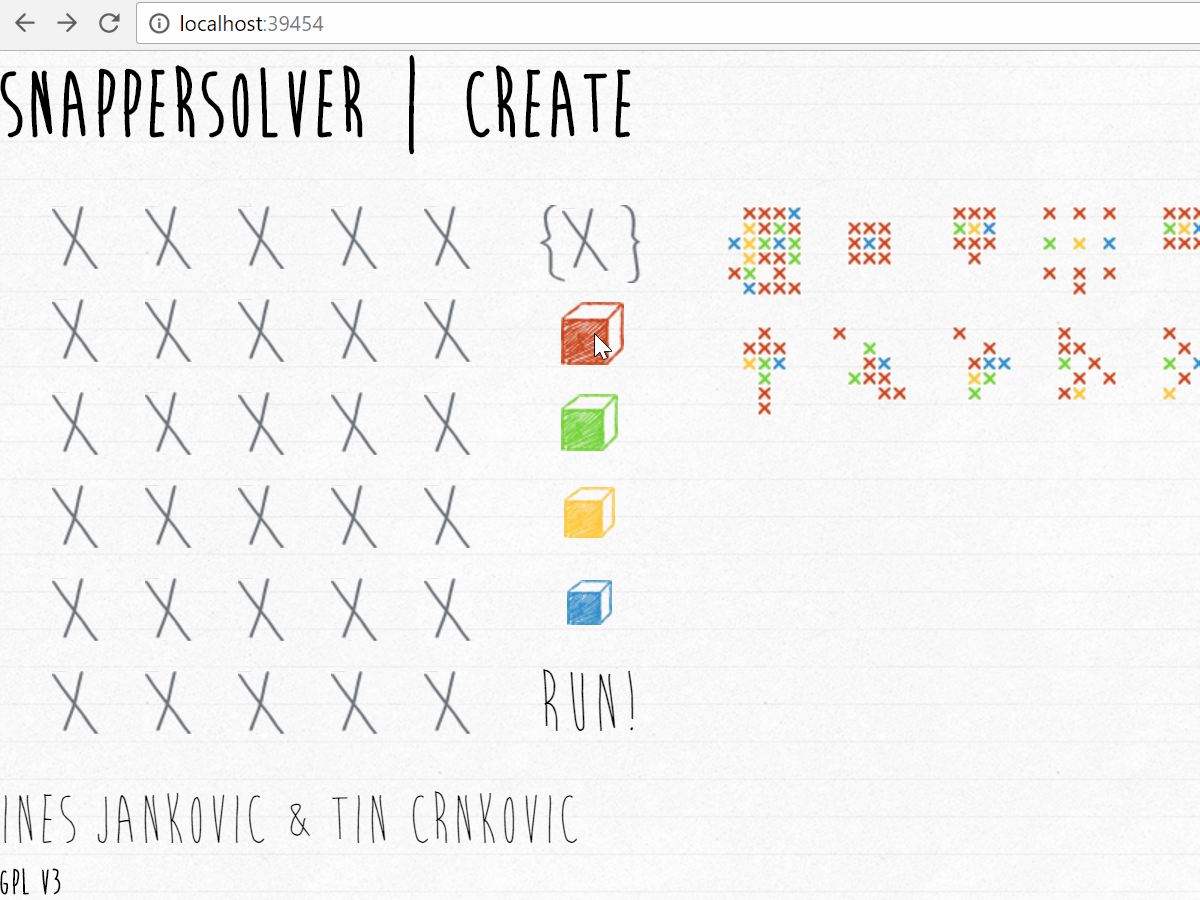 localhost:39454
SNAPPERSOLVER | CREATE
X X X X X {X}
X X X X X
X X X X X
X X X X X
X X X X X
X X X X X RUN!
INES JANKOVIC & TIN CRNKOVIC
GPL V3